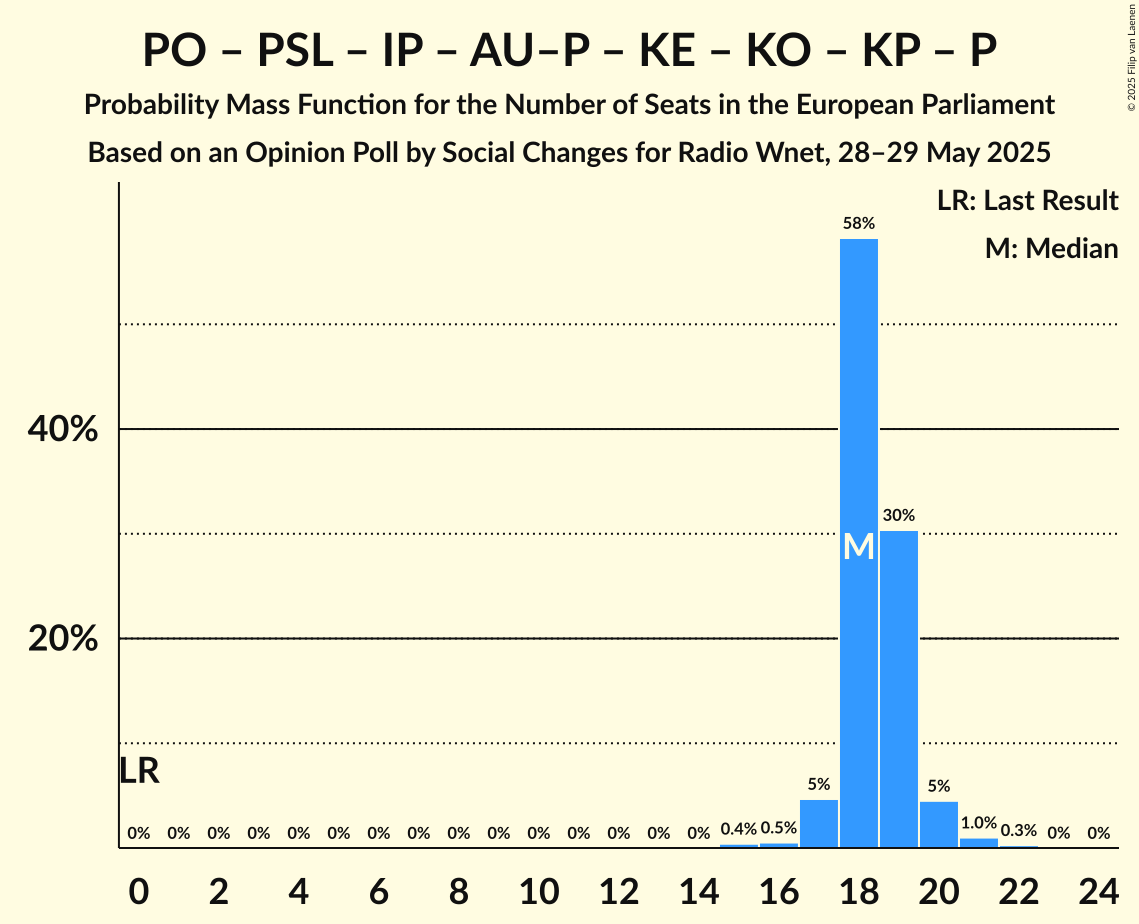 PO – PSL – IP – AU–P – KE – KO – KP – P
Probability Mass Function for the Number of Seats in the European Parliament
Based on an Opinion Poll by Social Changes for Radio Wnet, 28–29 May 2025
© 2025 Filip van Laenen
LR: Last Result
M: Median
58%
40%
30%
M
20%
LR
5% 5%
0% 0% 0% 0% 0% 0% 0% 0% 0% 0% 0% 0% 0% 0% 0% 0.4% 0.5% 1.0% 0.3% 0% 0%
0 2 4 6 8 10 12 14 16 18 20 22 24